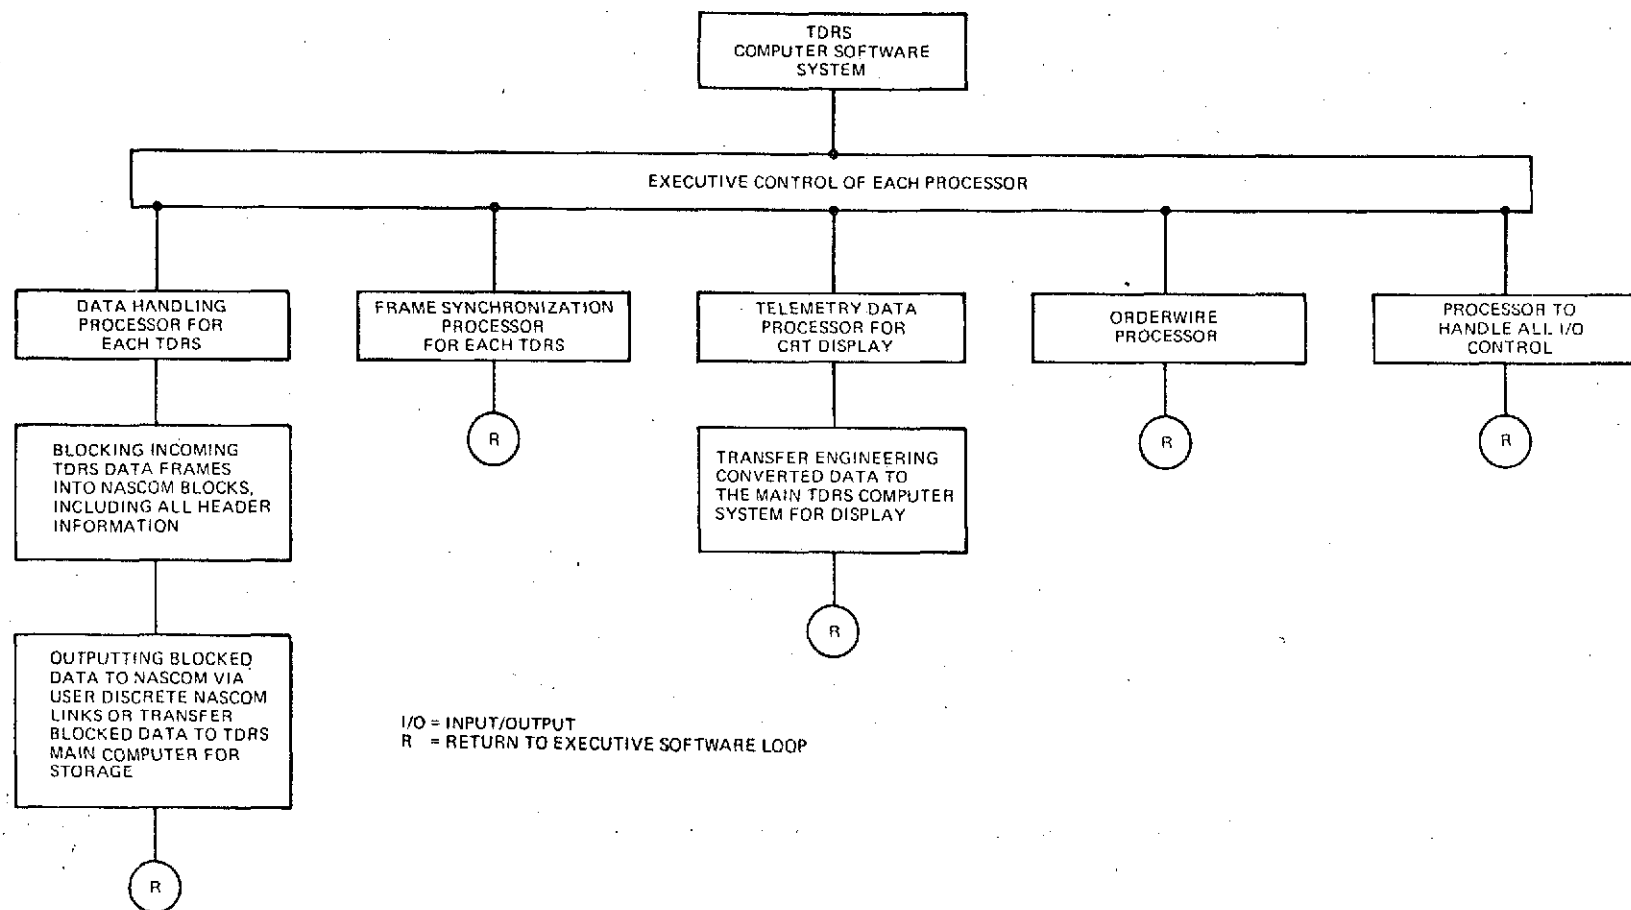 TDRS
COMPUTER SOFTWARE
SYSTEM
EXECUTIVE CONTROL OF EACH PROCESSOR
DATA HANDLING
PROCESSOR FOR
EACH TDRS
FRAME SYNCHRONIZATION
PROCESSOR
FOR EACH TDRS
TELEMETRY DATA
PROCESSOR FOR
CRT DISPLAY
ORDERWIRE
PROCESSOR
PROCESSOR TO
HANDLE ALL I/O
CONTROL
BLOCKING INCOMING
TDRS DATA FRAMES
INTO NASCOM BLOCKS,
INCLUDING ALL HEADER
INFORMATION
R
TRANSFER ENGINEERING
CONVERTED DATA TO
THE MAIN TDRS COMPUTER
SYSTEM FOR DISPLAY
R
R
OUTPUTTING BLOCKED
DATA TO NASCOM VIA
USER DISCRETE NASCOM
LINKS OR TRANSFER
BLOCKED DATA TO TDRS
MAIN COMPUTER FOR
STORAGE
R
I/O = INPUT/OUTPUT
R = RETURN TO EXECUTIVE SOFTWARE LOOP
R